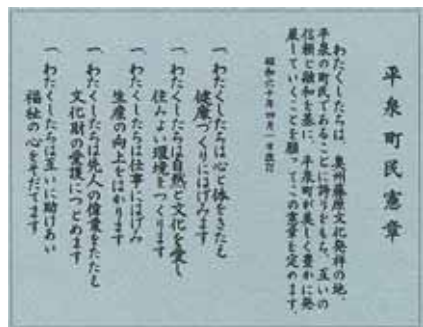 平泉町民憲章
わたくしたちは、奥州藤原文化発祥の地、
平泉の町民であることに誇りをもち、互いの
信頼と融和を基に、平泉町が美しく豊かに発
展していくことを願ってこの憲章を定めます。
昭和六十年四月一日改訂
一、わたくしたちは心と体をきたえ
健康づくりにはげみます
一、わたくしたちは自然と文化を愛し
住みよい環境をつくります
一、わたくしたちは仕事にはげみ
生産の向上をはかります
一、わたくしたちは先人の偉業をたたえ
文化財の愛護につとめます
一、わたくしたちは互いに助けあい
福祉の心をそだてます